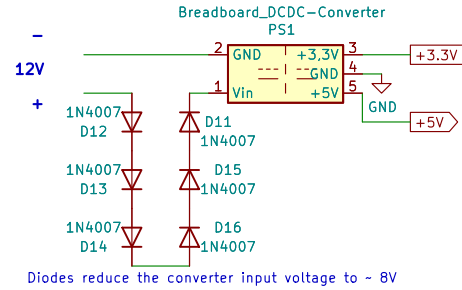 Breadboard_DCDC-Converter
PS1
-
12V
+
2 GND +3,3V 3 +3.3V
GND 4
1 Vin +5V 5
GND
+5V
1N4007
D12
D11
1N4007
1N4007
D13
D15
1N4007
1N4007
D14
D16
1N4007
Diodes reduce the converter input voltage to ~ 8V